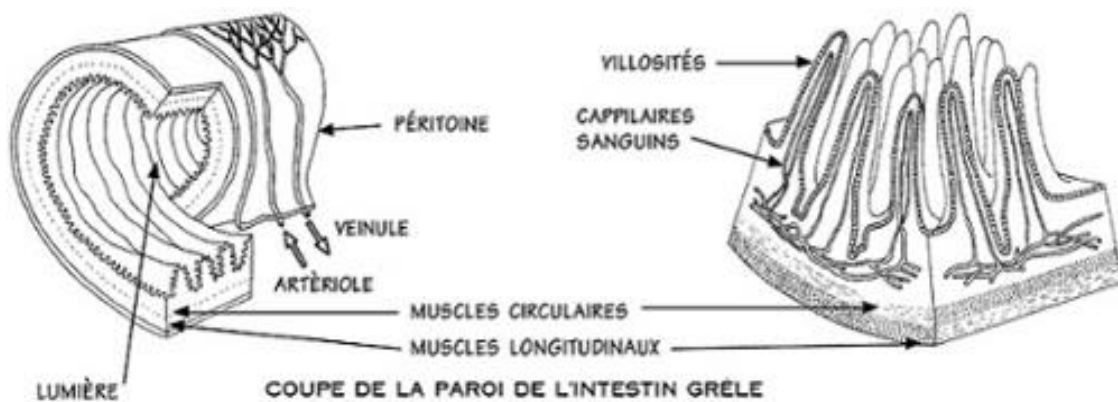 VILLOSITÉS
CAPPILAIRES
SANGUINS
PÉRITOINE
VEINULE
ARTÈRIOLE
MUSCLES CIRCULAIRES
MUSCLES LONGITUDINAUX
LUMIÈRE
COUPE DE LA PAROI DE L'INTESTIN GRÊLE